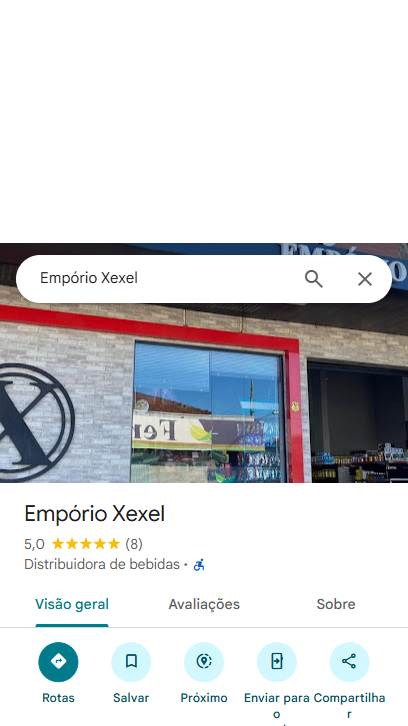 EMPÓRIO
Empório Xexel
X
Empório Xexel
5,0 (8)
Distribuidora de bebidas ·
Visão geral
Avaliações
Sobre
Rotas
Salvar
Próximo
Enviar para
o
Compartilha
r